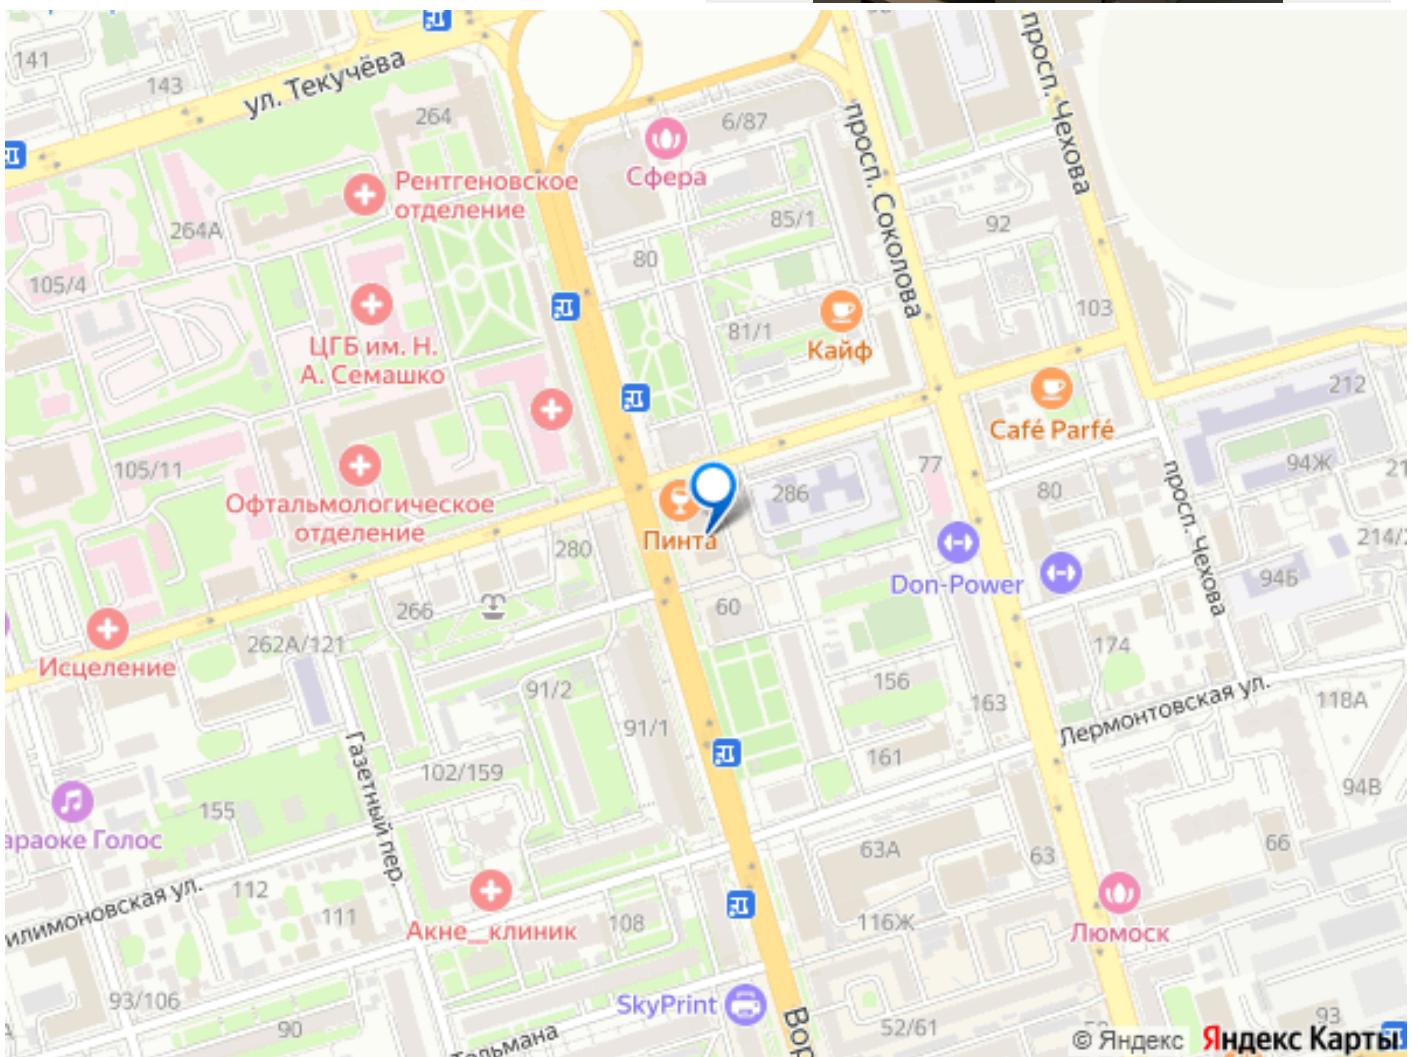 141
143
ул. Текучёва
264
6/87
Сфера
просп. Соколова
просп. Чехова
Рентгеновское
отделение
264А
85/1
92
80
105/4
103
81/1
Кайф
ЦГБ им. Н.
А. Семашко
212
Café Parfé
105/11
77
94Ж
286
80
Офтальмологическое
отделение
просп. Чехова
Пинта
280
214/2
Don-Power
94Б
266
60
262А/121
174
Исцеление
91/2
156
118А
163
91/1
Лермонтовская ул.
Газетный пер.
161
102/159
94В
155
араоке Голос
63А
63
66
112
илимоновская ул.
111
108
116Ж
Акне__клиник
Люмоск
93/106
SkyPrint
90
Вор
52/61
93
© Яндекс
Яндекс Карты